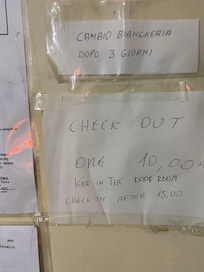 CAMBIO BIANCHERIA
DOPO 3 GIORNI
CHECK OUT
ORE 10,00
KEE IN THE DOOR ROOM
CHECK IN AFTER 15,00